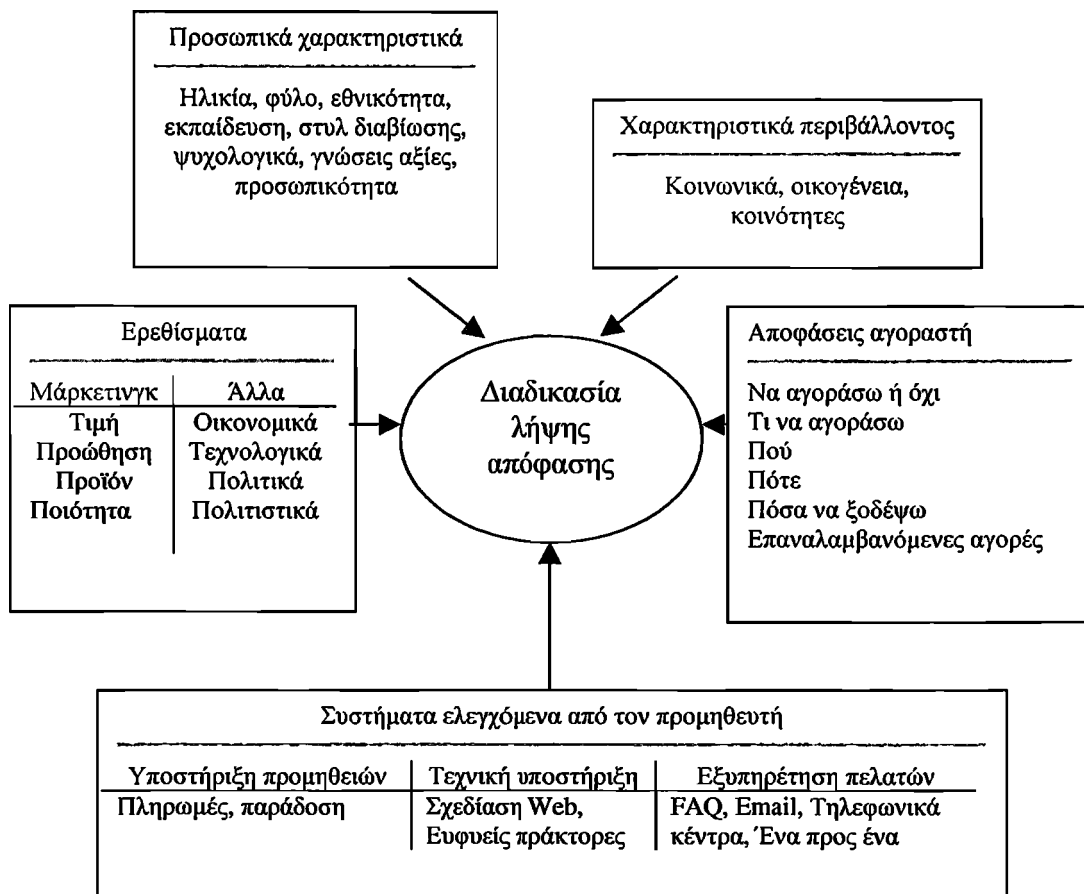 Προσωπικά χαρακτηριστικά
Ηλικία, φύλο, εθνικότητα,
εκπαίδευση, στυλ διαβίωσης,
ψυχολογικά, γνώσεις αξίες,
προσωπικότητα
Χαρακτηριστικά περιβάλλοντος
Κοινωνικά, οικογένεια,
κοινότητες
Ερεθίσματα
Μάρκετινγκ Άλλα
Τιμή Οικονομικά
Προώθηση Τεχνολογικά
Προϊόν Πολιτικά
Ποιότητα Πολιτιστικά
Διαδικασία
λήψης
απόφασης
Αποφάσεις αγοραστή
Να αγοράσω ή όχι
Τι να αγοράσω
Πού
Πότε
Πόσα να ξοδέψω
Επαναλαμβανόμενες αγορές
Συστήματα ελεγχόμενα από τον προμηθευτή
Υποστήριξη προμηθειών
Πληρωμές, παράδοση
Τεχνική υποστήριξη
Σχεδίαση Web,
Ευφυείς πράκτορες
Εξυπηρέτηση πελατών
FAQ, Email, Τηλεφωνικά
κέντρα, Ένα προς ένα